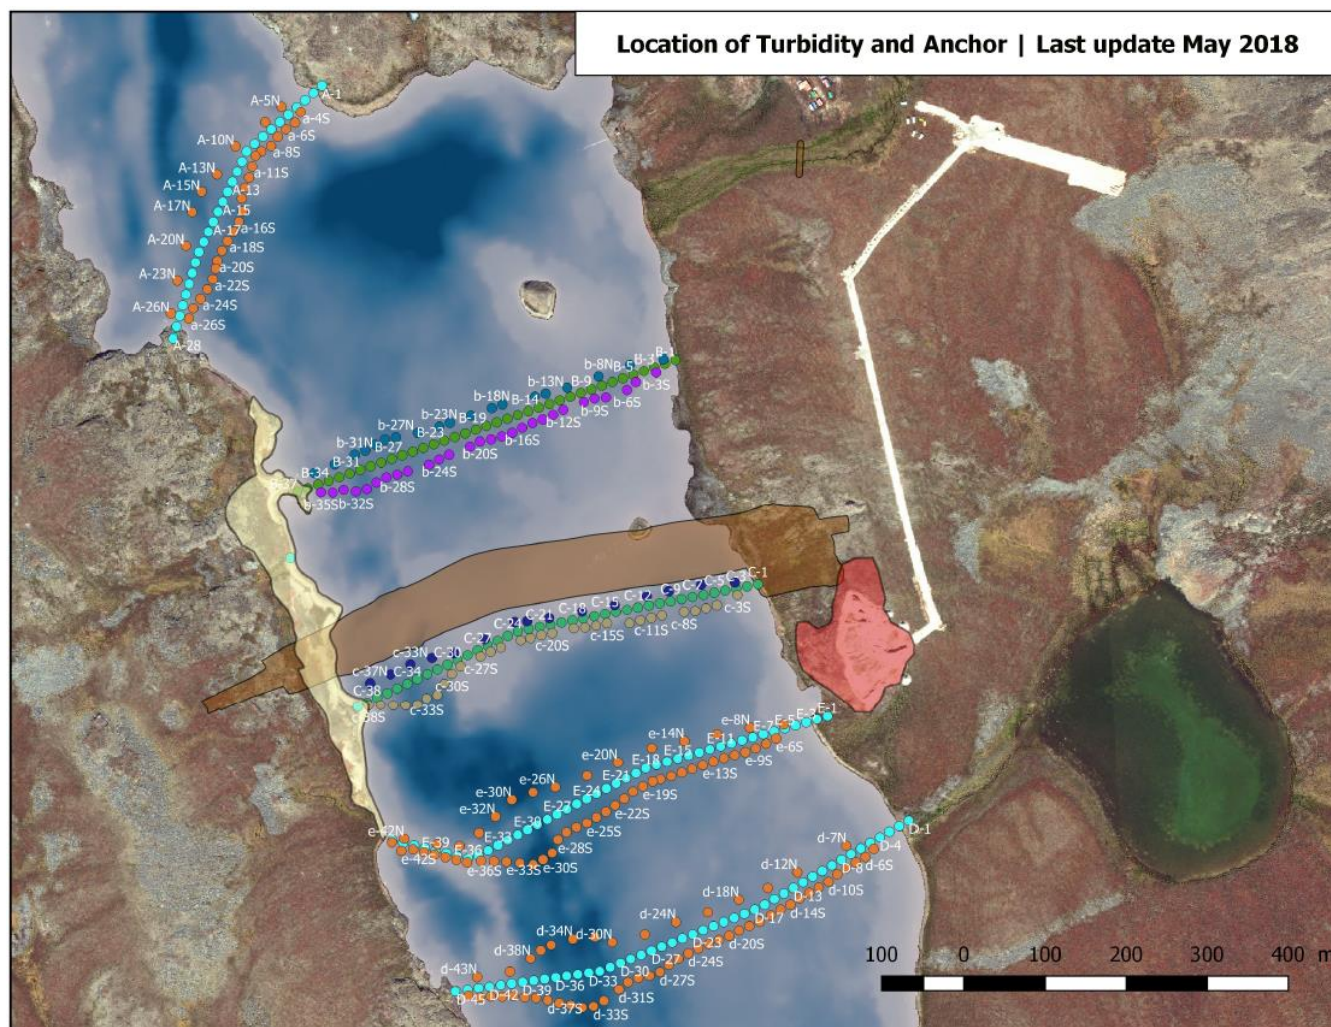 Location of Turbidity and Anchor | Last update May 2018
A-1
A-5N
a-4S
a-6S
A-10N
a-8S
a-11S
A-13N
A-15N
A-13
A-17N
A-15
a-16S
A-17
A-20N
a-18S
a-20S
A-23N
a-22S
a-24S
A-26N
a-26S
A-28
B-1
B-3
B-5
b-8N
b-3S
B-9
b-13N
b-6S
b-9S
B-14
b-18N
b-12S
B-19
b-23N
b-16S
B-23
b-27N
b-20S
B-27
b-31N
b-24S
B-31
B-34
b-28S
b-35S
b-32S
C-1
C-3
C-5
C-7
C-9
c-3S
C-12
c-8S
C-15
c-11S
C-18
c-15S
C-21
C-24
c-20S
C-27
c-27S
C-30
c-33N
c-30S
C-34
c-37N
c-33S
C-38
c-38S
E-1
E-3
E-5
E-7
e-8N
e-6S
E-11
e-9S
e-14N
E-15
e-13S
E-18
e-20N
e-19S
E-21
E-24
e-22S
e-26N
E-27
e-25S
e-30N
E-30
e-28S
e-32N
E-33
e-30S
e-33S
E-36
e-36S
E-39
e-42N
e-42S
D-1
D-4
d-7N
d-6S
D-8
d-10S
d-12N
D-13
d-14S
d-18N
D-17
d-20S
d-24N
D-23
d-24S
D-27
d-27S
d-30N
D-30
d-31S
d-34N
D-33
d-33S
D-36
d-37S
d-38N
D-39
D-42
d-43N
D-45
100 0 100 200 300 400 m